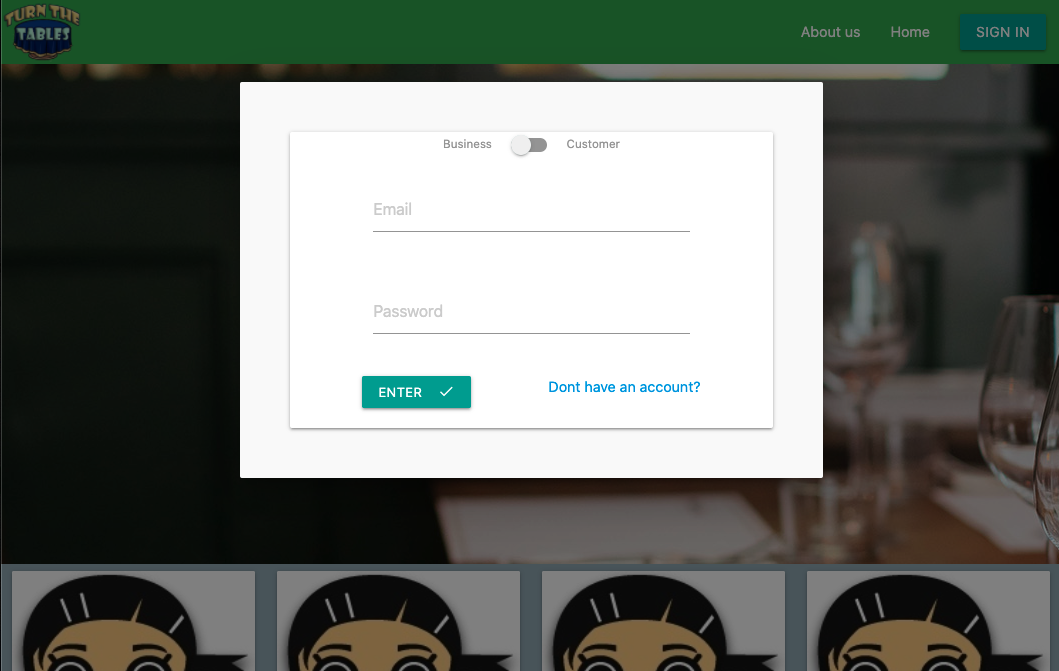 TURN THE
TABLES
About us
Home
SIGN IN
Business
Customer
Email
Password
ENTER
Dont have an account?